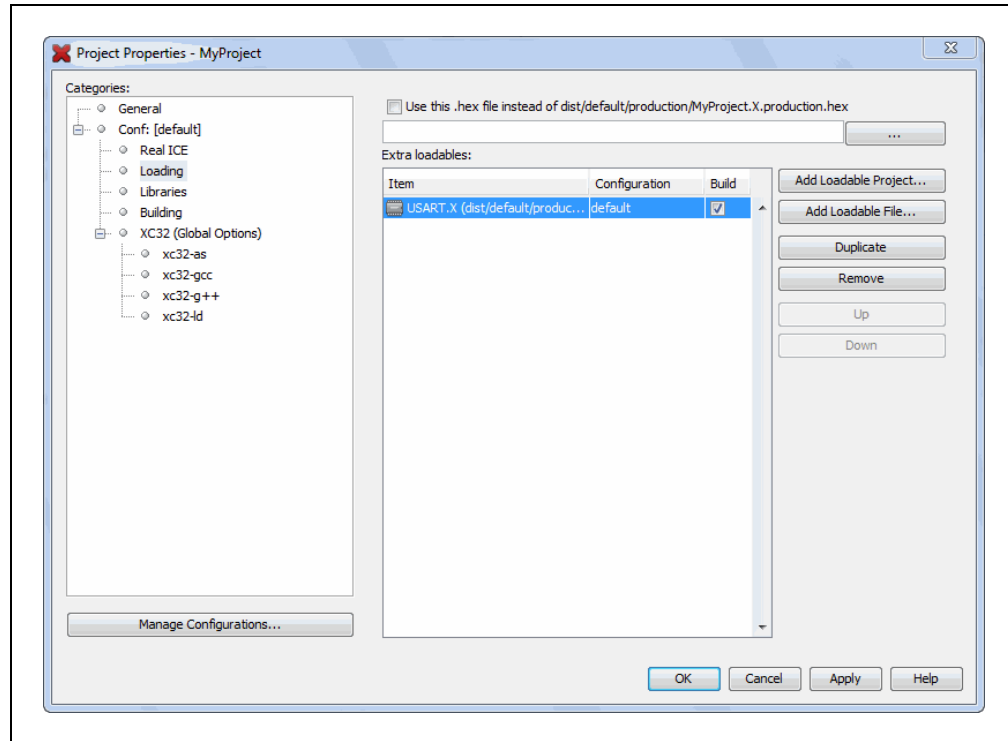 Project Properties - MyProject
Categories:
General
Conf: [default]
Real ICE
Loading
Libraries
Building
XC32 (Global Options)
xc32-as
xc32-gcc
xc32-g++
xc32-ld
Manage Configurations...
Use this .hex file instead of dist/default/production/MyProject.X.production.hex
...
Extra loadables:
Item Configuration Build
USART.X (dist/default/produc... default
Add Loadable Project...
Add Loadable File...
Duplicate
Remove
Up
Down
OK Cancel Apply Help